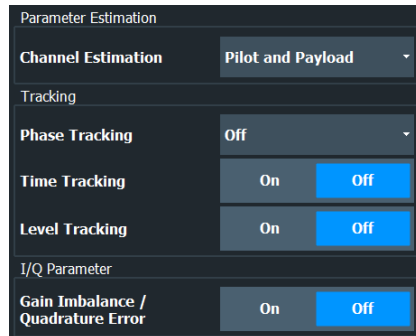 Parameter Estimation
Channel Estimation Pilot and Payload
Tracking
Phase Tracking Off
Time Tracking On Off
Level Tracking On Off
I/Q Parameter
Gain Imbalance /
Quadrature Error On Off